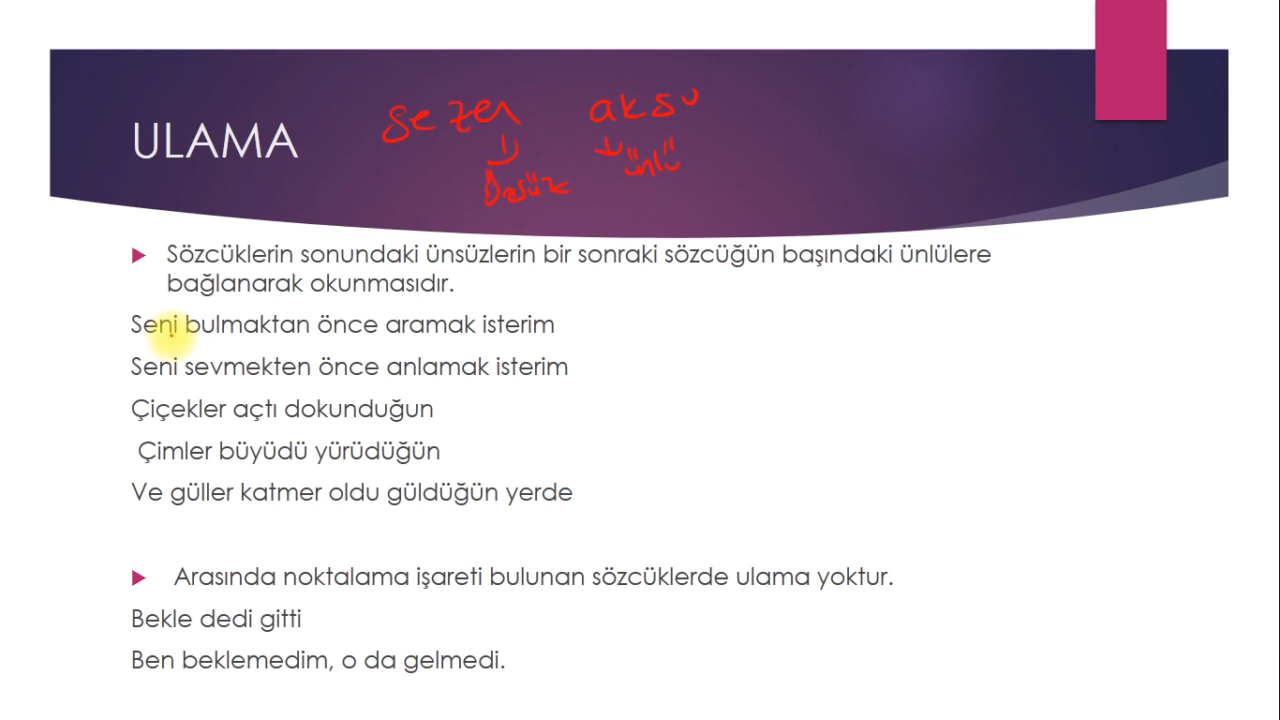 ULAMA
sezen aksu
ünlü
Sözcüklerin sonundaki ünsüzlerin bir sonraki sözcüğün başındaki ünlülere
bağlanarak okunmasıdır.
Seni bulmaktan önce aramak isterim
Seni sevmekten önce anlamak isterim
Çiçekler açtı dokunduğun
Çimler büyüdü yürüdüğün
Ve güller katmer oldu güldüğün yerde
Arasında noktalama işareti bulunan sözcüklerde ulama yoktur.
Bekle dedi gitti
Ben beklemedim, o da gelmedi.